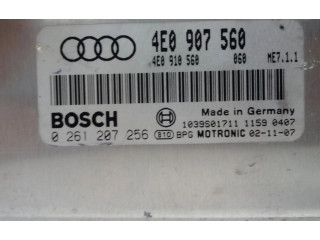 4E0 907 560
4E0 910 560 060 ME7.1.1
BOSCH Made in Germany
1039S01711 1159 0407
0 261 207 256 S10 BPG MOTRONIC 02-11-07